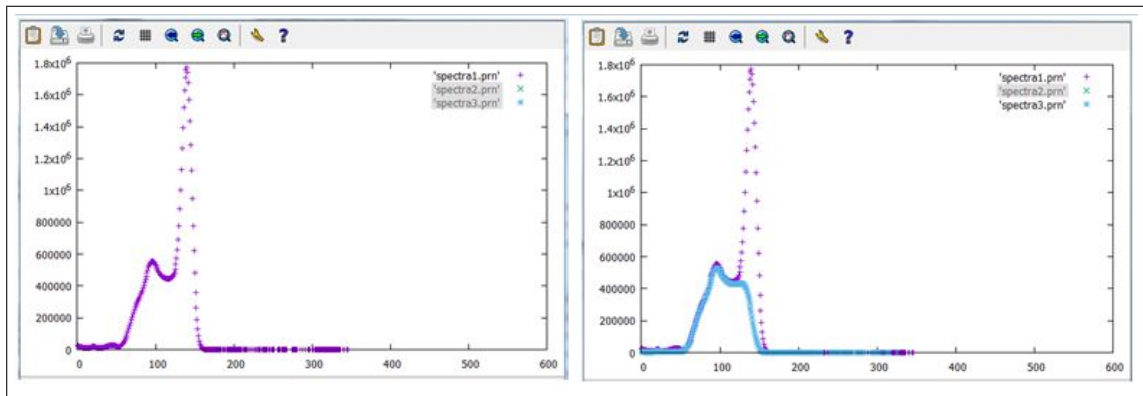 ?
1.8x10⁶
1.6x10⁶
1.4x10⁶
1.2x10⁶
1x10⁶
800000
600000
400000
200000
0
0 100 200 300 400 500 600
'spectra1.prn'
'spectra2.prn'
'spectra3.prn'
?
1.8x10⁶
1.6x10⁶
1.4x10⁶
1.2x10⁶
1x10⁶
800000
600000
400000
200000
0
0 100 200 300 400 500 600
'spectra1.prn'
'spectra2.prn'
'spectra3.prn'